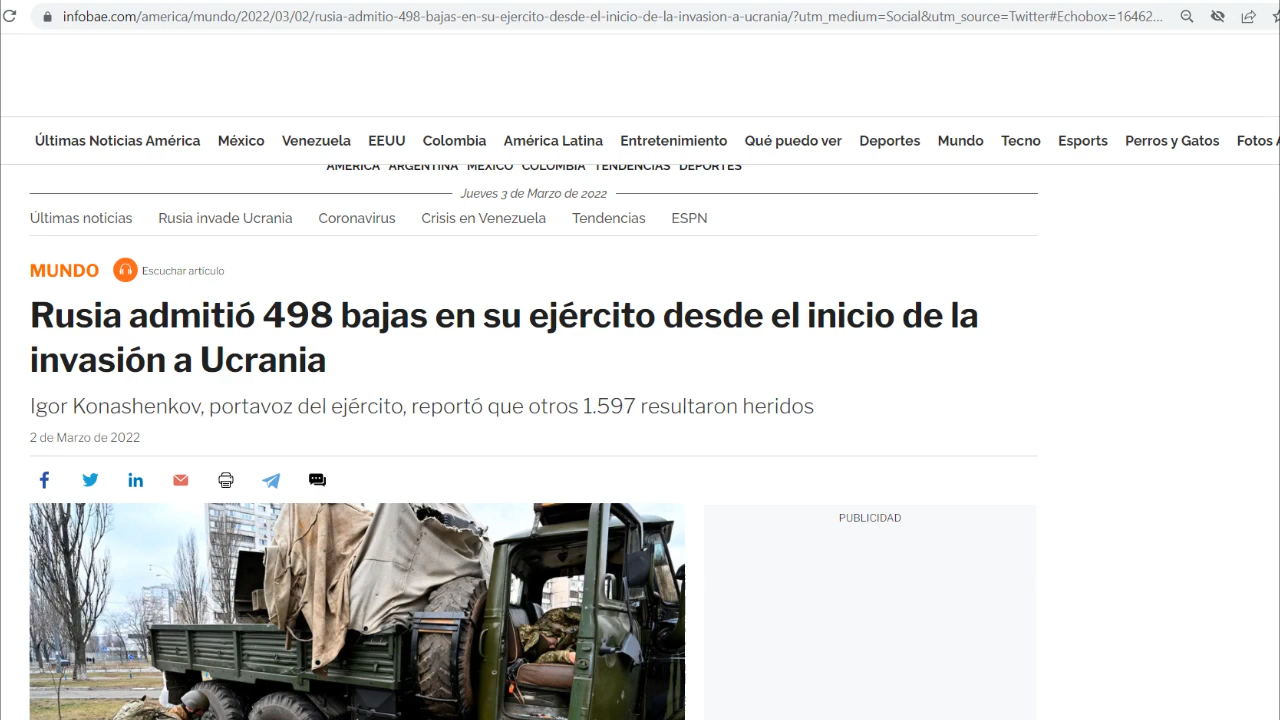 infobae.com/america/mundo/2022/03/02/rusia-admitio-498-bajas-en-su-ejercito-desde-el-inicio-de-la-invasion-a-ucrania/?utm_medium=Social&utm_source=Twitter#Echobox=16462...
Últimas Noticias América México Venezuela EEUU Colombia América Latina Entretenimiento Qué puedo ver Deportes Mundo Tecno Esports Perros y Gatos Fotos A
AMÉRICA ARGENTINA MÉXICO COLOMBIA TENDENCIAS DEPORTES
Jueves 3 de Marzo de 2022
Últimas noticias Rusia invade Ucrania Coronavirus Crisis en Venezuela Tendencias ESPN
MUNDO Escuchar artículo
Rusia admitió 498 bajas en su ejército desde el inicio de la
invasión a Ucrania
Igor Konashenkov, portavoz del ejército, reportó que otros 1.597 resultaron heridos
2 de Marzo de 2022
PUBLICIDAD